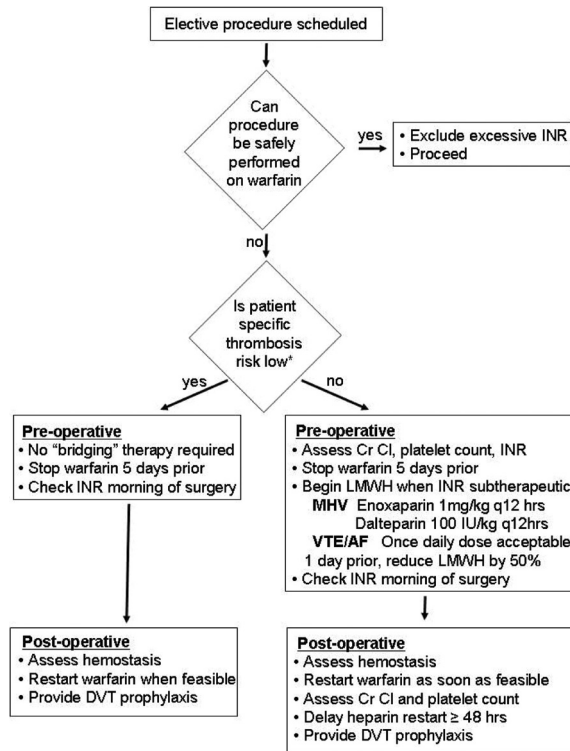 Elective procedure scheduled
Can
procedure
be safely
performed
on warfarin
yes
• Exclude excessive INR
• Proceed
no
Is patient
specific
thrombosis
risk low*
yes
no
Pre-operative
• No "bridging" therapy required
• Stop warfarin 5 days prior
• Check INR morning of surgery
Pre-operative
• Assess Cr Cl, platelet count, INR
• Stop warfarin 5 days prior
• Begin LMWH when INR subtherapeutic
MHV Enoxaparin 1mg/kg q12 hrs
Dalteparin 100 IU/kg q12hrs
VTE/AF Once daily dose acceptable
1 day prior, reduce LMWH by 50%
• Check INR morning of surgery
Post-operative
• Assess hemostasis
• Restart warfarin when feasible
• Provide DVT prophylaxis
Post-operative
• Assess hemostasis
• Restart warfarin as soon as feasible
• Assess Cr Cl and platelet count
• Delay heparin restart ≥ 48 hrs
• Provide DVT prophylaxis